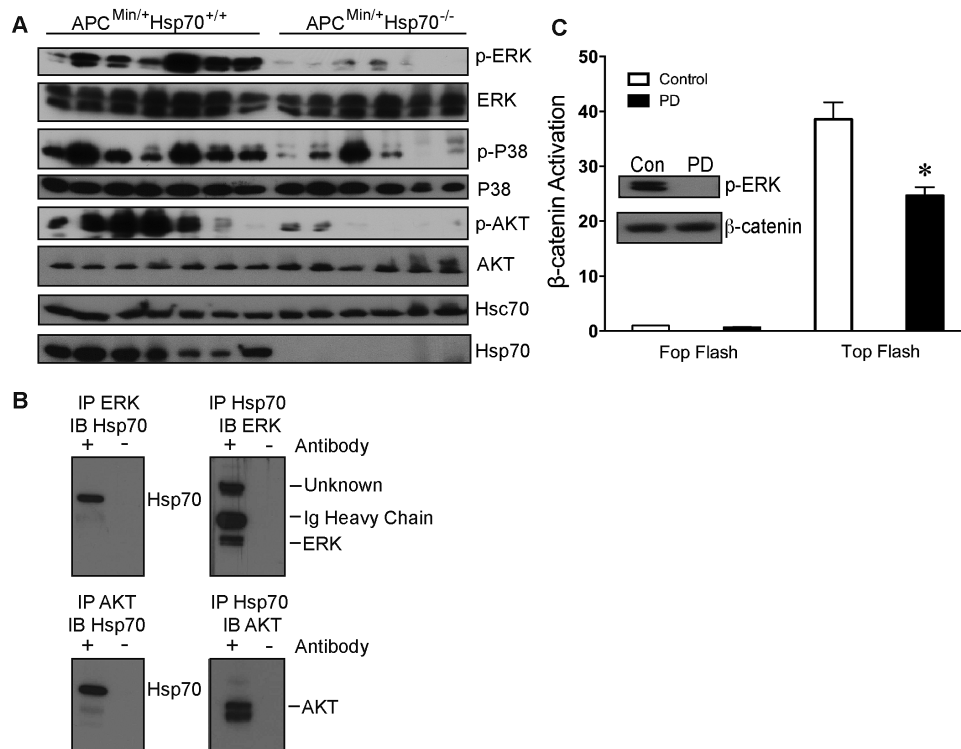 A
APC Min/+ Hsp70 +/+
APC Min/+ Hsp70 -/-
p-ERK
ERK
p-P38
P38
p-AKT
AKT
Hsc70
Hsp70
B
IP ERK
IB Hsp70
+ -
Hsp70
IP Hsp70
IB ERK
+ - Antibody
Unknown
Ig Heavy Chain
ERK
IP AKT
IB Hsp70
+ -
Hsp70
IP Hsp70
IB AKT
+ - Antibody
AKT
C
β-catenin Activation
50
40
30
20
10
0
Control
PD
Con PD
p-ERK
β-catenin
*
Fop Flash
Top Flash